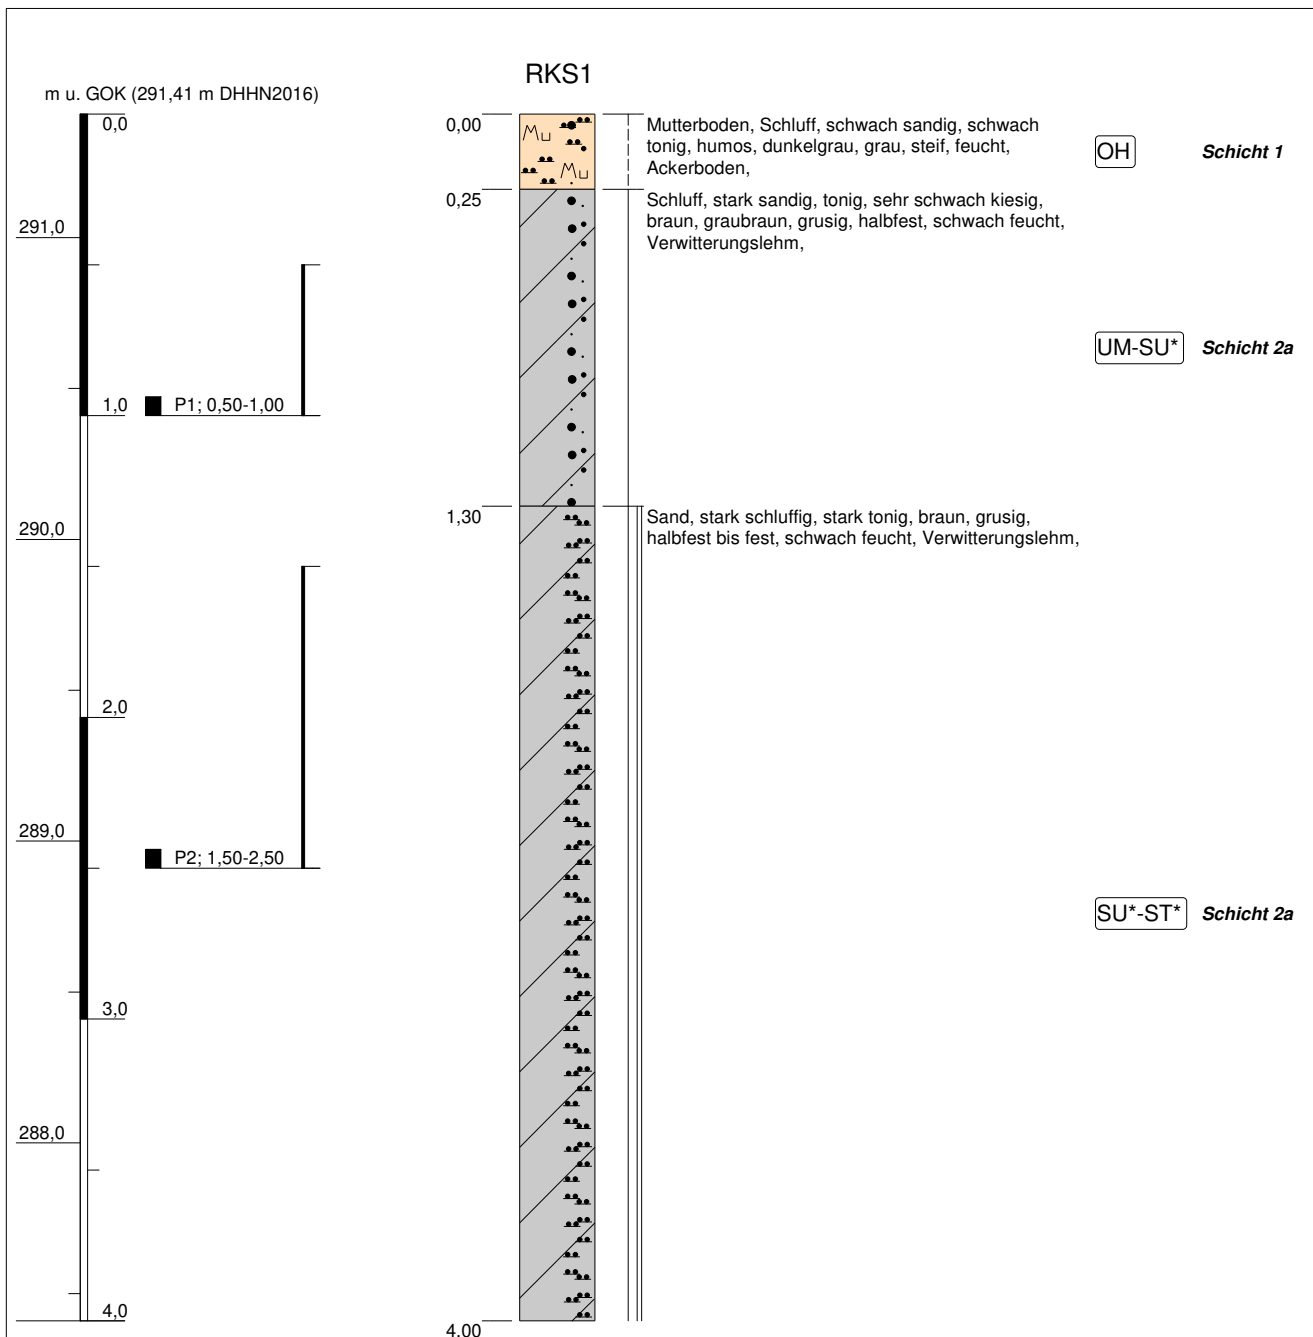 RKS1
m u. GOK (291,41 m DHHN2016)
0,0
0,00
Mu
Mu
Mutterboden, Schluff, schwach sandig, schwach
tonig, humos, dunkelgrau, grau, steif, feucht,
Ackerboden,
OH
Schicht 1
0,25
Schluff, stark sandig, tonig, sehr schwach kiesig,
braun, graubraun, grusig, halbfest, schwach feucht,
Verwitterungslehm,
291,0
UM-SU*
Schicht 2a
1,0
P1; 0,50-1,00
1,30
Sand, stark schluffig, stark tonig, braun, grusig,
halbfest bis fest, schwach feucht, Verwitterungslehm,
290,0
2,0
289,0
P2; 1,50-2,50
SU*-ST*
Schicht 2a
3,0
288,0
4,0
4,00